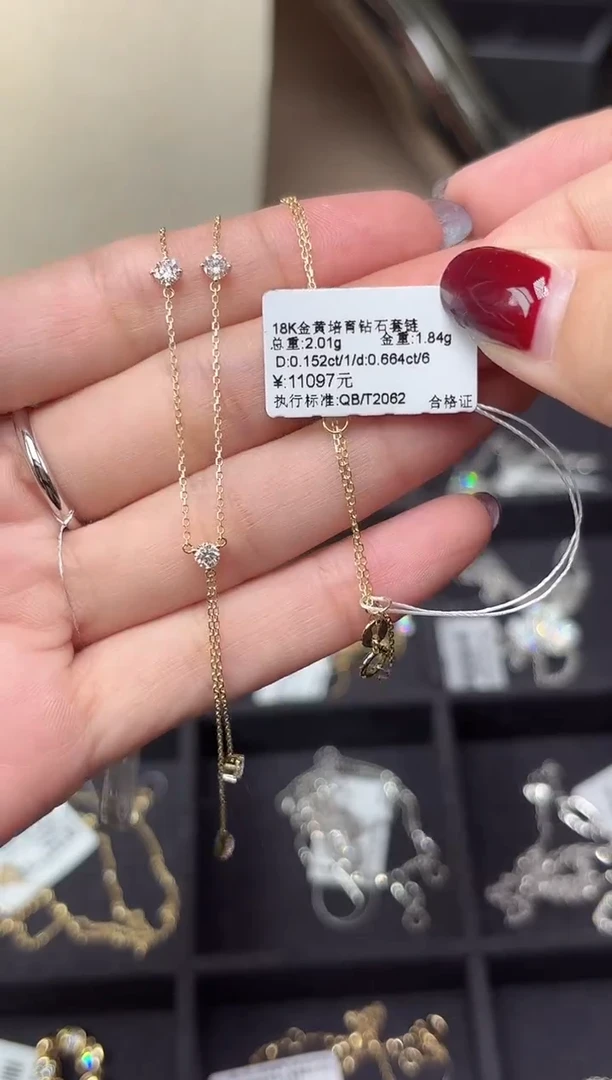 18K金黄培育钻石套链
总重:2.01g 金重:1.84g
D:0.152ct/1/d:0.664ct/6
¥:11097元
执行标准:QB/T2062 合格证